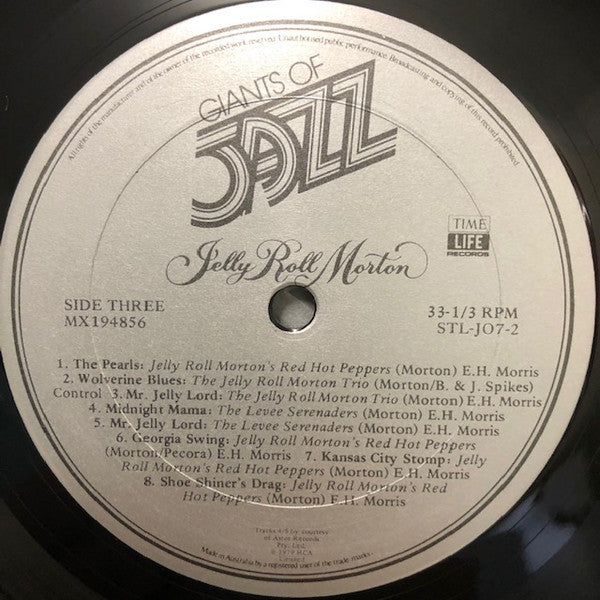 All rights of the manufacturer and of the owner of the recorded work reserved. Unauthorised public performance. Broadcasting and copying of this record prohibited
GIANTS OF
JAZZ
TIME
LIFE
RECORDS
Jelly Roll Morton
SIDE THREE
MX194856
33-1/3 RPM
STL-JO7-2
1. The Pearls: Jelly Roll Morton's Red Hot Peppers (Morton) E.H. Morris
2. Wolverine Blues: The Jelly Roll Morton Trio (Morton/B. & J. Spikes)
Control 3. Mr. Jelly Lord: The Jelly Roll Morton Trio (Morton) E.H. Morris
4. Midnight Mama: The Levee Serenaders (Morton) E.H. Morris
5. Mr. Jelly Lord: The Levee Serenaders (Morton) E.H. Morris
6. Georgia Swing: Jelly Roll Morton's Red Hot Peppers
(Morton/Pecora) E.H. Morris 7. Kansas City Stomp: Jelly
Roll Morton's Red Hot Peppers (Morton) E.H. Morris
8. Shoe Shiner's Drag: Jelly Roll Morton's Red
Hot Peppers (Morton) E.H. Morris
Tracks 4/5 by courtesy
of Astor Records
Pty. Ltd.
℗ 1979 RCA
Limited
Made in Australia by a registered user of the trade marks.